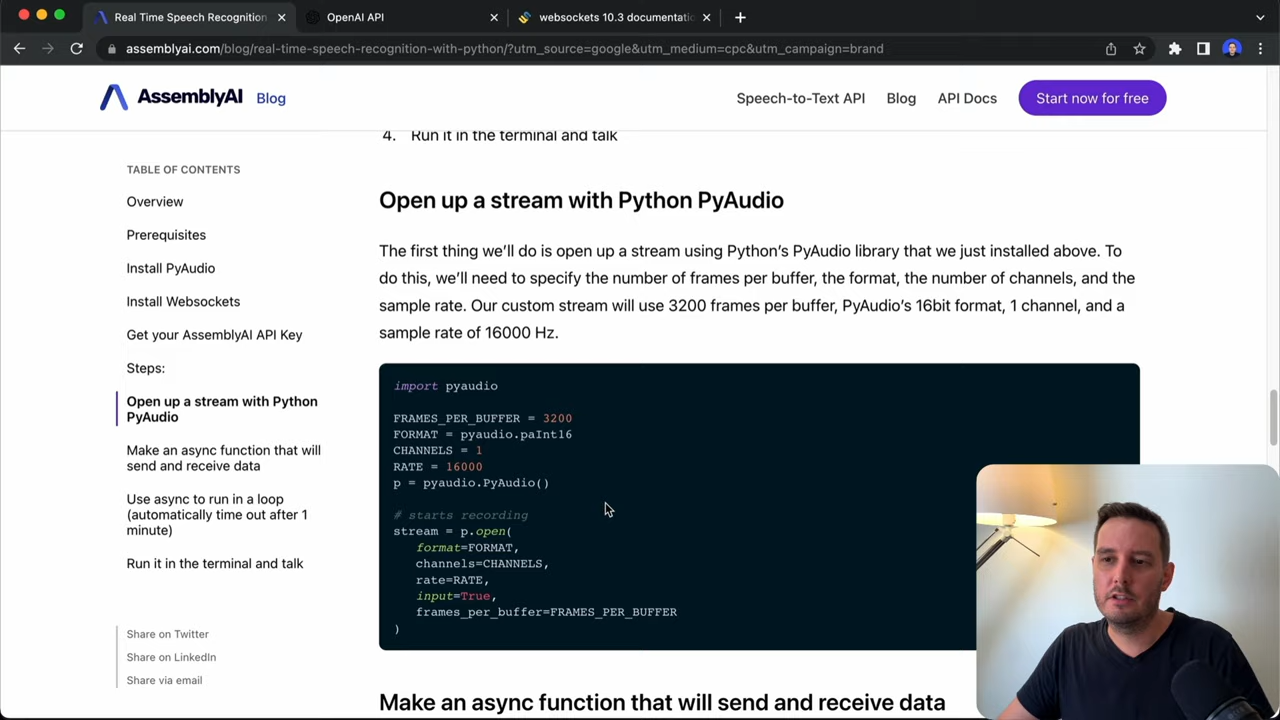 Real Time Speech Recognition
OpenAI API
websockets 10.3 documentatio
assemblyai.com/blog/real-time-speech-recognition-with-python/?utm_source=google&utm_medium=cpc&utm_campaign=brand
AssemblyAI Blog
Speech-to-Text API
Blog
API Docs
Start now for free
TABLE OF CONTENTS
Overview
Prerequisites
Install PyAudio
Install Websockets
Get your AssemblyAI API Key
Steps:
Open up a stream with Python
PyAudio
Make an async function that will
send and receive data
Use async to run in a loop
(automatically time out after 1
minute)
Run it in the terminal and talk
Share on Twitter
Share on LinkedIn
Share via email
4. Run it in the terminal and talk
Open up a stream with Python PyAudio
The first thing we'll do is open up a stream using Python's PyAudio library that we just installed above. To
do this, we'll need to specify the number of frames per buffer, the format, the number of channels, and the
sample rate. Our custom stream will use 3200 frames per buffer, PyAudio's 16bit format, 1 channel, and a
sample rate of 16000 Hz.
import pyaudio
FRAMES_PER_BUFFER = 3200
FORMAT = pyaudio.paInt16
CHANNELS = 1
RATE = 16000
p = pyaudio.PyAudio()
# starts recording
stream = p.open(
format=FORMAT,
channels=CHANNELS,
rate=RATE,
input=True,
frames_per_buffer=FRAMES_PER_BUFFER
)
Make an async function that will send and receive data